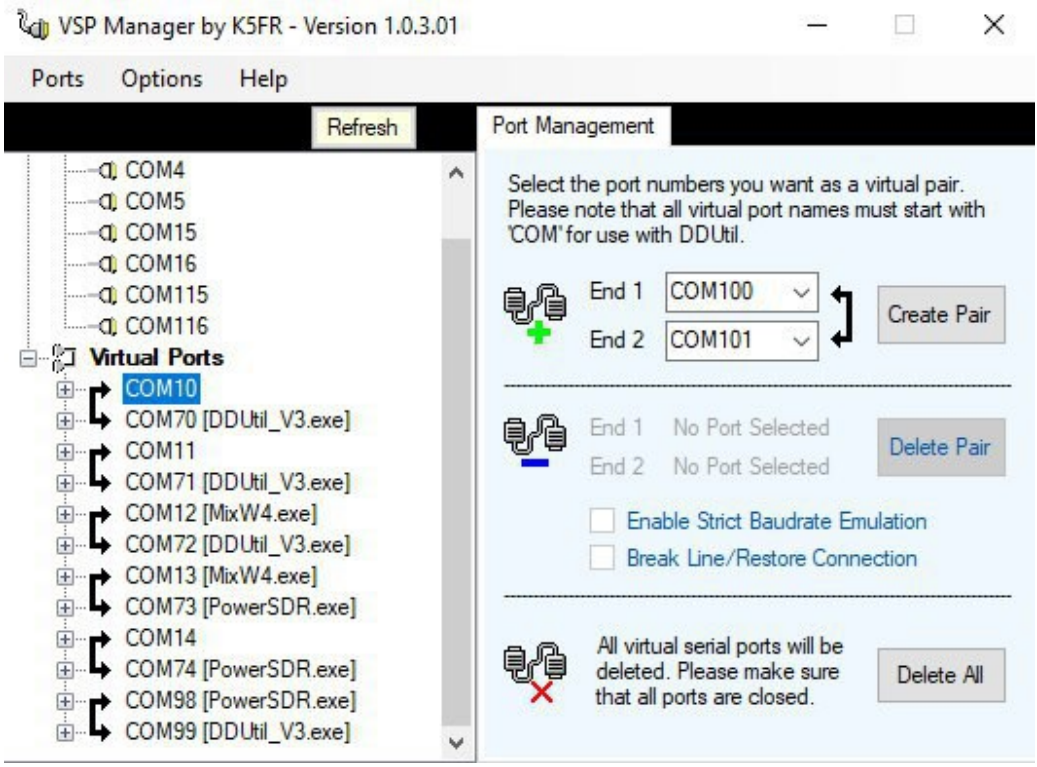 VSP Manager by K5FR - Version 1.0.3.01
Ports Options Help
Refresh
COM4
COM5
COM15
COM16
COM115
COM116
Virtual Ports
COM10
COM70 [DDUtil_V3.exe]
COM11
COM71 [DDUtil_V3.exe]
COM12 [MixW4.exe]
COM72 [DDUtil_V3.exe]
COM13 [MixW4.exe]
COM73 [PowerSDR.exe]
COM14
COM74 [PowerSDR.exe]
COM98 [PowerSDR.exe]
COM99 [DDUtil_V3.exe]
Port Management
Select the port numbers you want as a virtual pair.
Please note that all virtual port names must start with
'COM' for use with DDUtil.
End 1 COM100
End 2 COM101
Create Pair
End 1 No Port Selected
End 2 No Port Selected
Delete Pair
Enable Strict Baudrate Emulation
Break Line/Restore Connection
All virtual serial ports will be
deleted. Please make sure
that all ports are closed.
Delete All